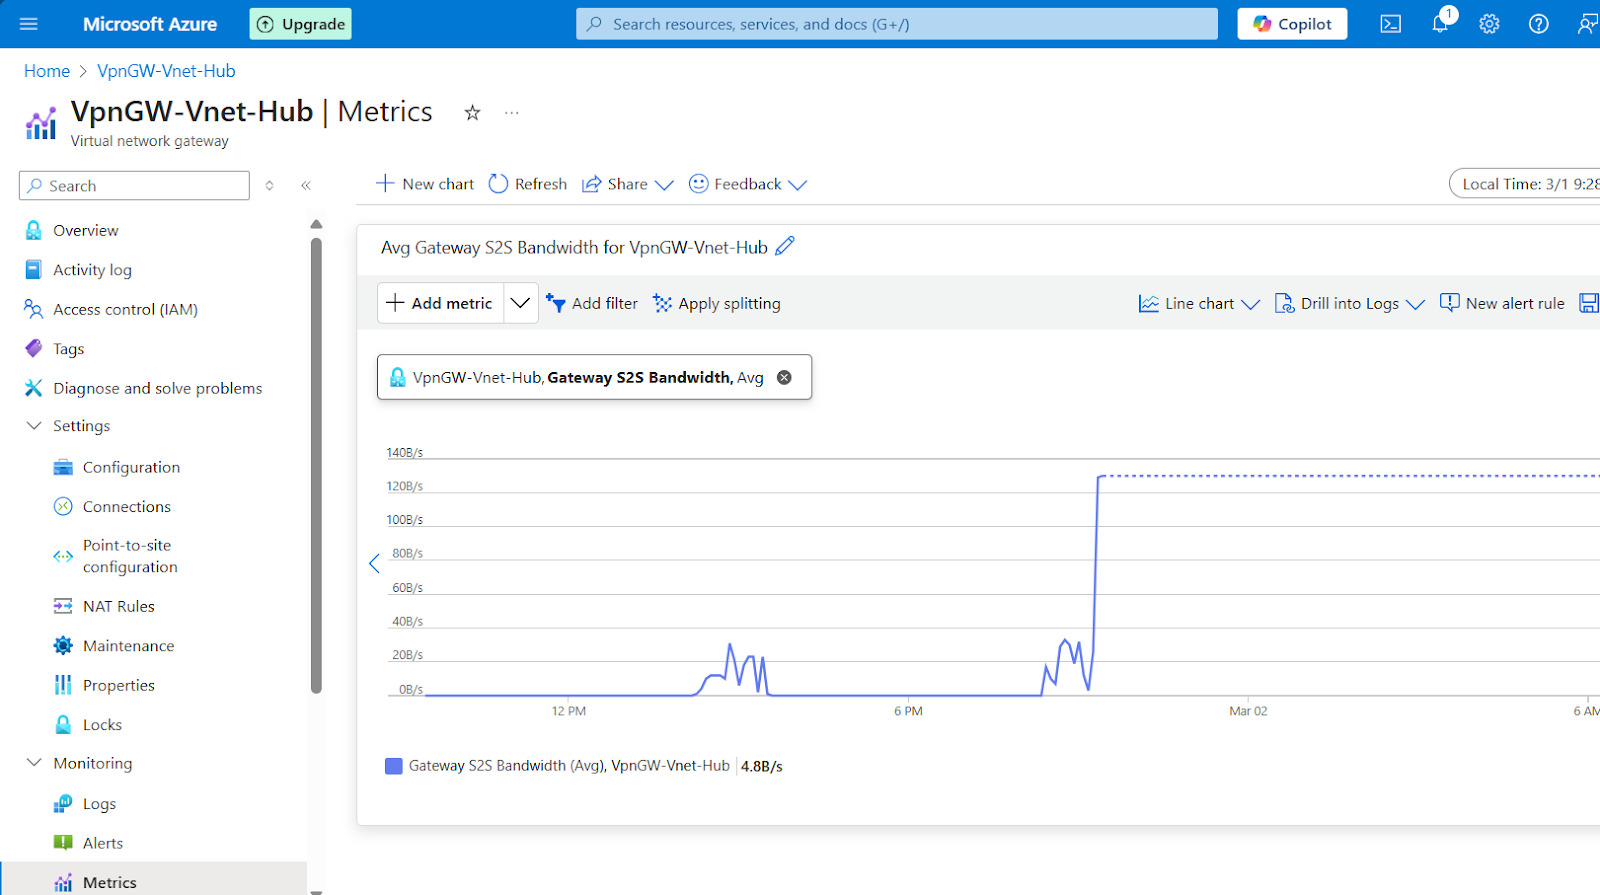 Microsoft Azure
Upgrade
Search resources, services, and docs (G+/)
Copilot
1
Home > VpnGW-Vnet-Hub
VpnGW-Vnet-Hub | Metrics
Virtual network gateway
Search
New chart
Refresh
Share
Feedback
Local Time: 3/1 9:28
Overview
Activity log
Access control (IAM)
Tags
Diagnose and solve problems
Settings
Configuration
Connections
Point-to-site
configuration
NAT Rules
Maintenance
Properties
Locks
Monitoring
Logs
Alerts
Metrics
Avg Gateway S2S Bandwidth for VpnGW-Vnet-Hub
Add metric
Add filter
Apply splitting
Line chart
Drill into Logs
New alert rule
VpnGW-Vnet-Hub, Gateway S2S Bandwidth, Avg
140B/s
120B/s
100B/s
80B/s
60B/s
40B/s
20B/s
0B/s
12 PM
6 PM
Mar 02
6 AM
Gateway S2S Bandwidth (Avg), VpnGW-Vnet-Hub | 4.8B/s